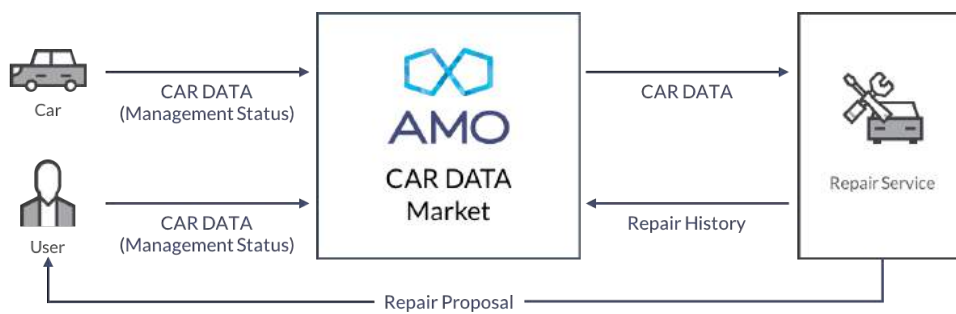 Car
CAR DATA
(Management Status)
AMO
CAR DATA
Market
CAR DATA
Repair Service
User
CAR DATA
(Management Status)
Repair History
Repair Proposal